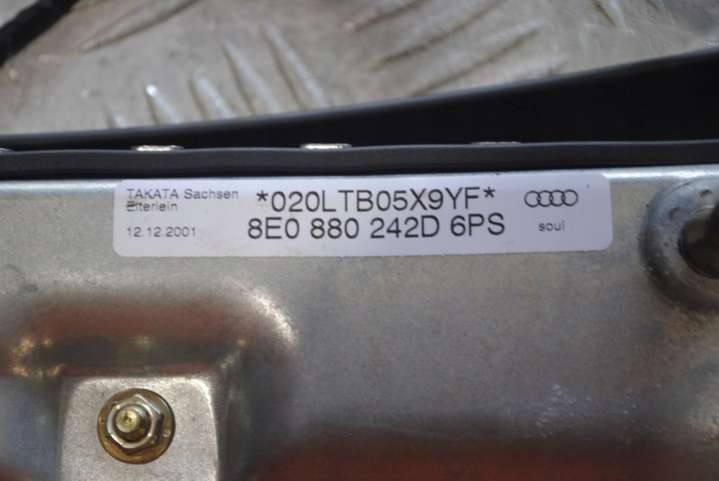 TAKATA Sachsen
Elterlein
12.12.2001
*020LTB05X9YF*
8E0 880 242D 6PS
soul